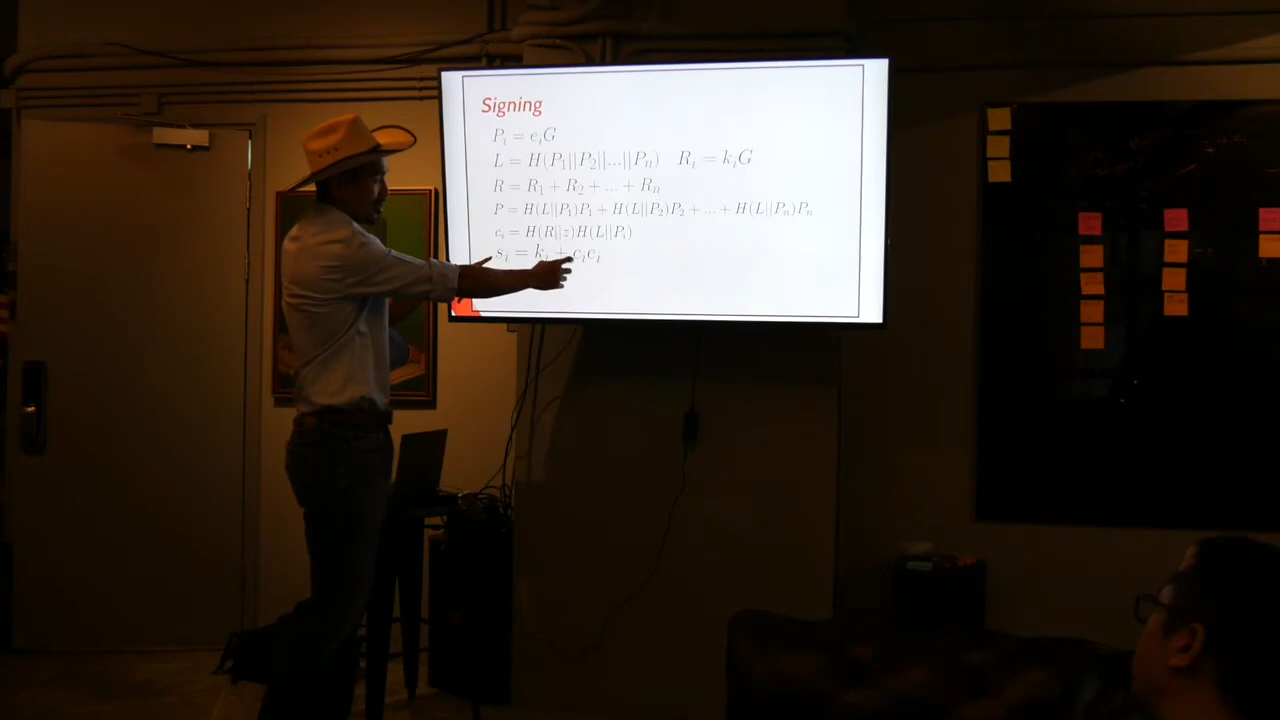 Signing
P_i = e_iG
L = H(P_1||P_2||...||P_n) R_i = k_iG
R = R_1 + R_2 + ... + R_n
P = H(L||P_1)P_1 + H(L||P_2)P_2 + ... + H(L||P_n)P_n
c_i = H(R||z)H(L||P_i)
s_i = k_i + c_ie_i